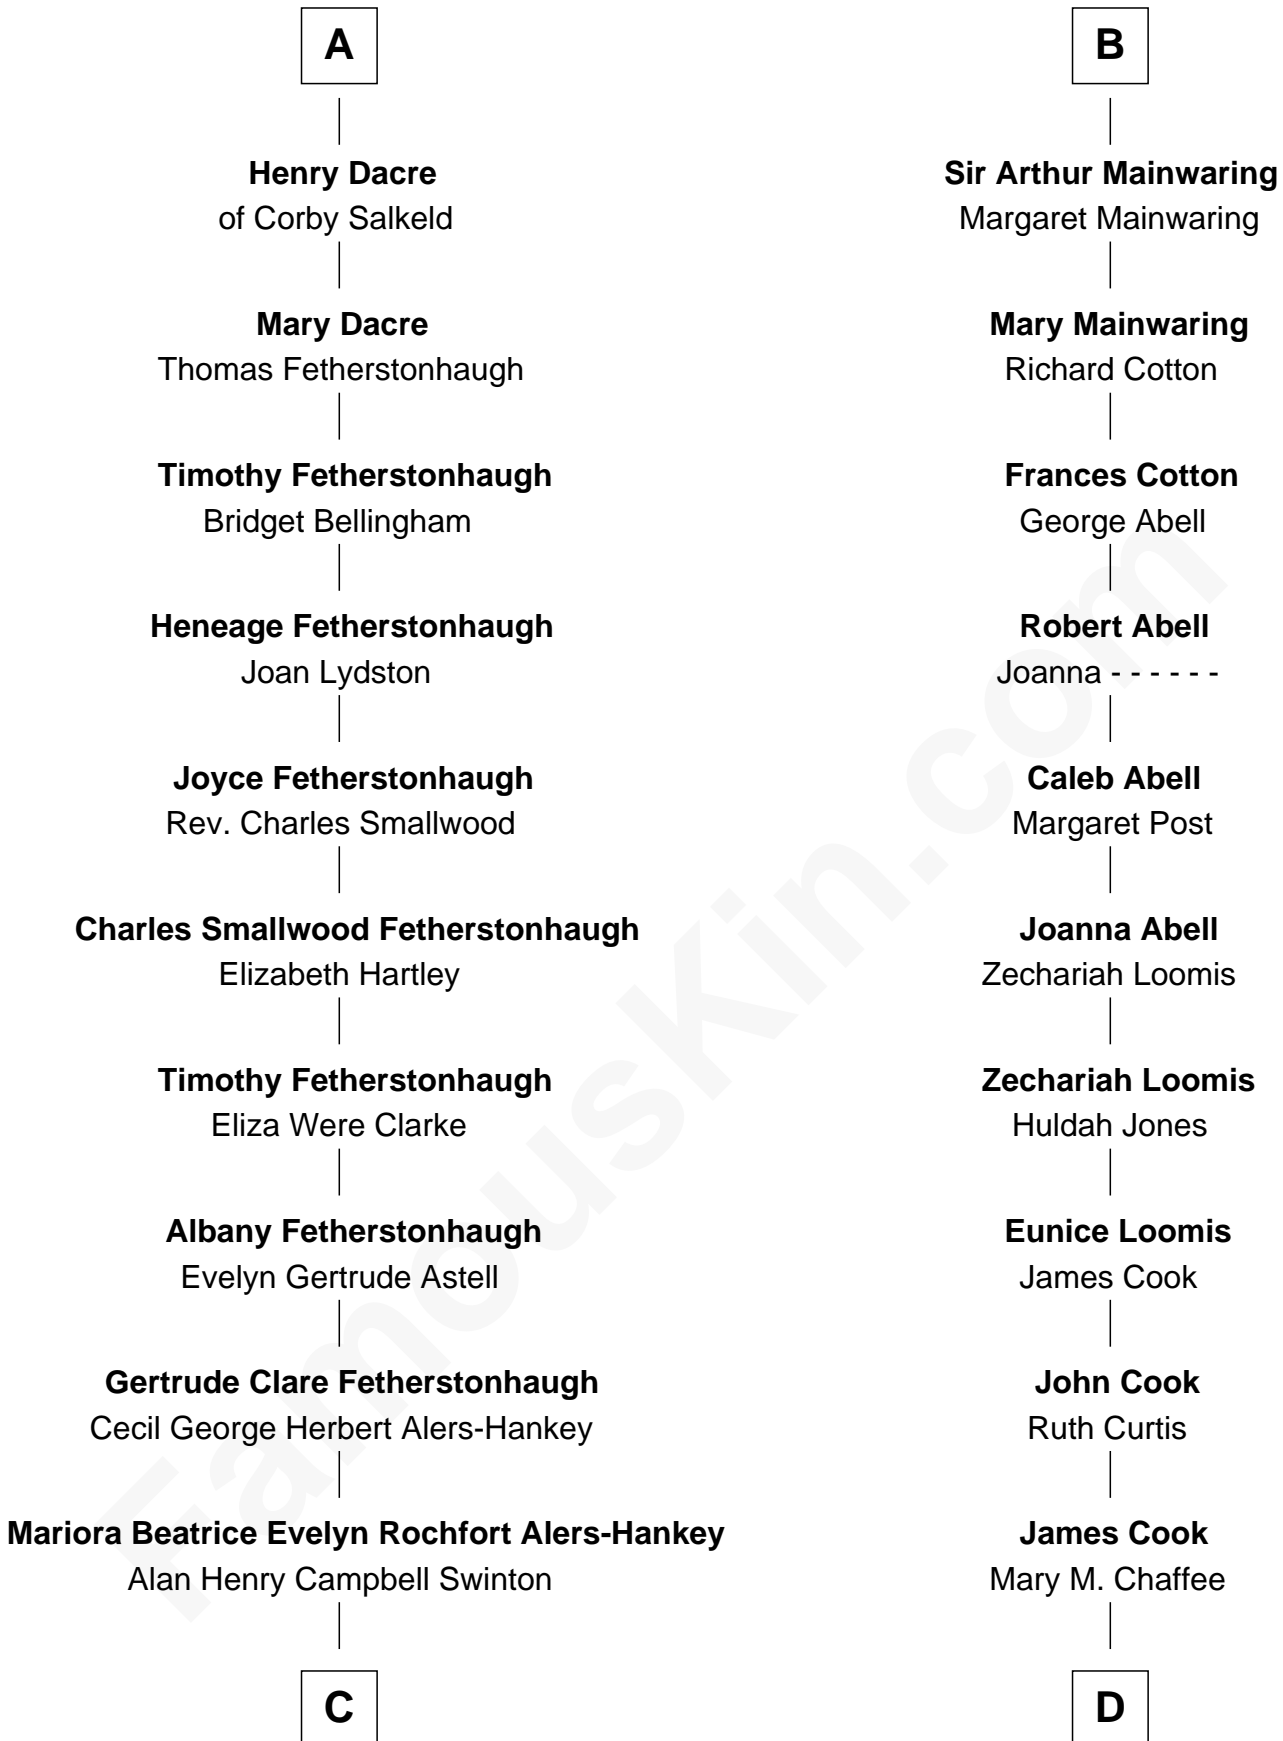 A
Henry Dacre
of Corby Salkeld
Mary Dacre
Thomas Fetherstonhaugh
Timothy Fetherstonhaugh
Bridget Bellingham
Heneage Fetherstonhaugh
Joan Lydston
Joyce Fetherstonhaugh
Rev. Charles Smallwood
Charles Smallwood Fetherstonhaugh
Elizabeth Hartley
Timothy Fetherstonhaugh
Eliza Were Clarke
Albany Fetherstonhaugh
Evelyn Gertrude Astell
Gertrude Clare Fetherstonhaugh
Cecil George Herbert Alers-Hankey
Mariora Beatrice Evelyn Rochfort Alers-Hankey
Alan Henry Campbell Swinton
C
B
Sir Arthur Mainwaring
Margaret Mainwaring
Mary Mainwaring
Richard Cotton
Frances Cotton
George Abell
Robert Abell
Joanna - - - - - -
Caleb Abell
Margaret Post
Joanna Abell
Zechariah Loomis
Zechariah Loomis
Huldah Jones
Eunice Loomis
James Cook
John Cook
Ruth Curtis
James Cook
Mary M. Chaffee
D
FamousKin.com